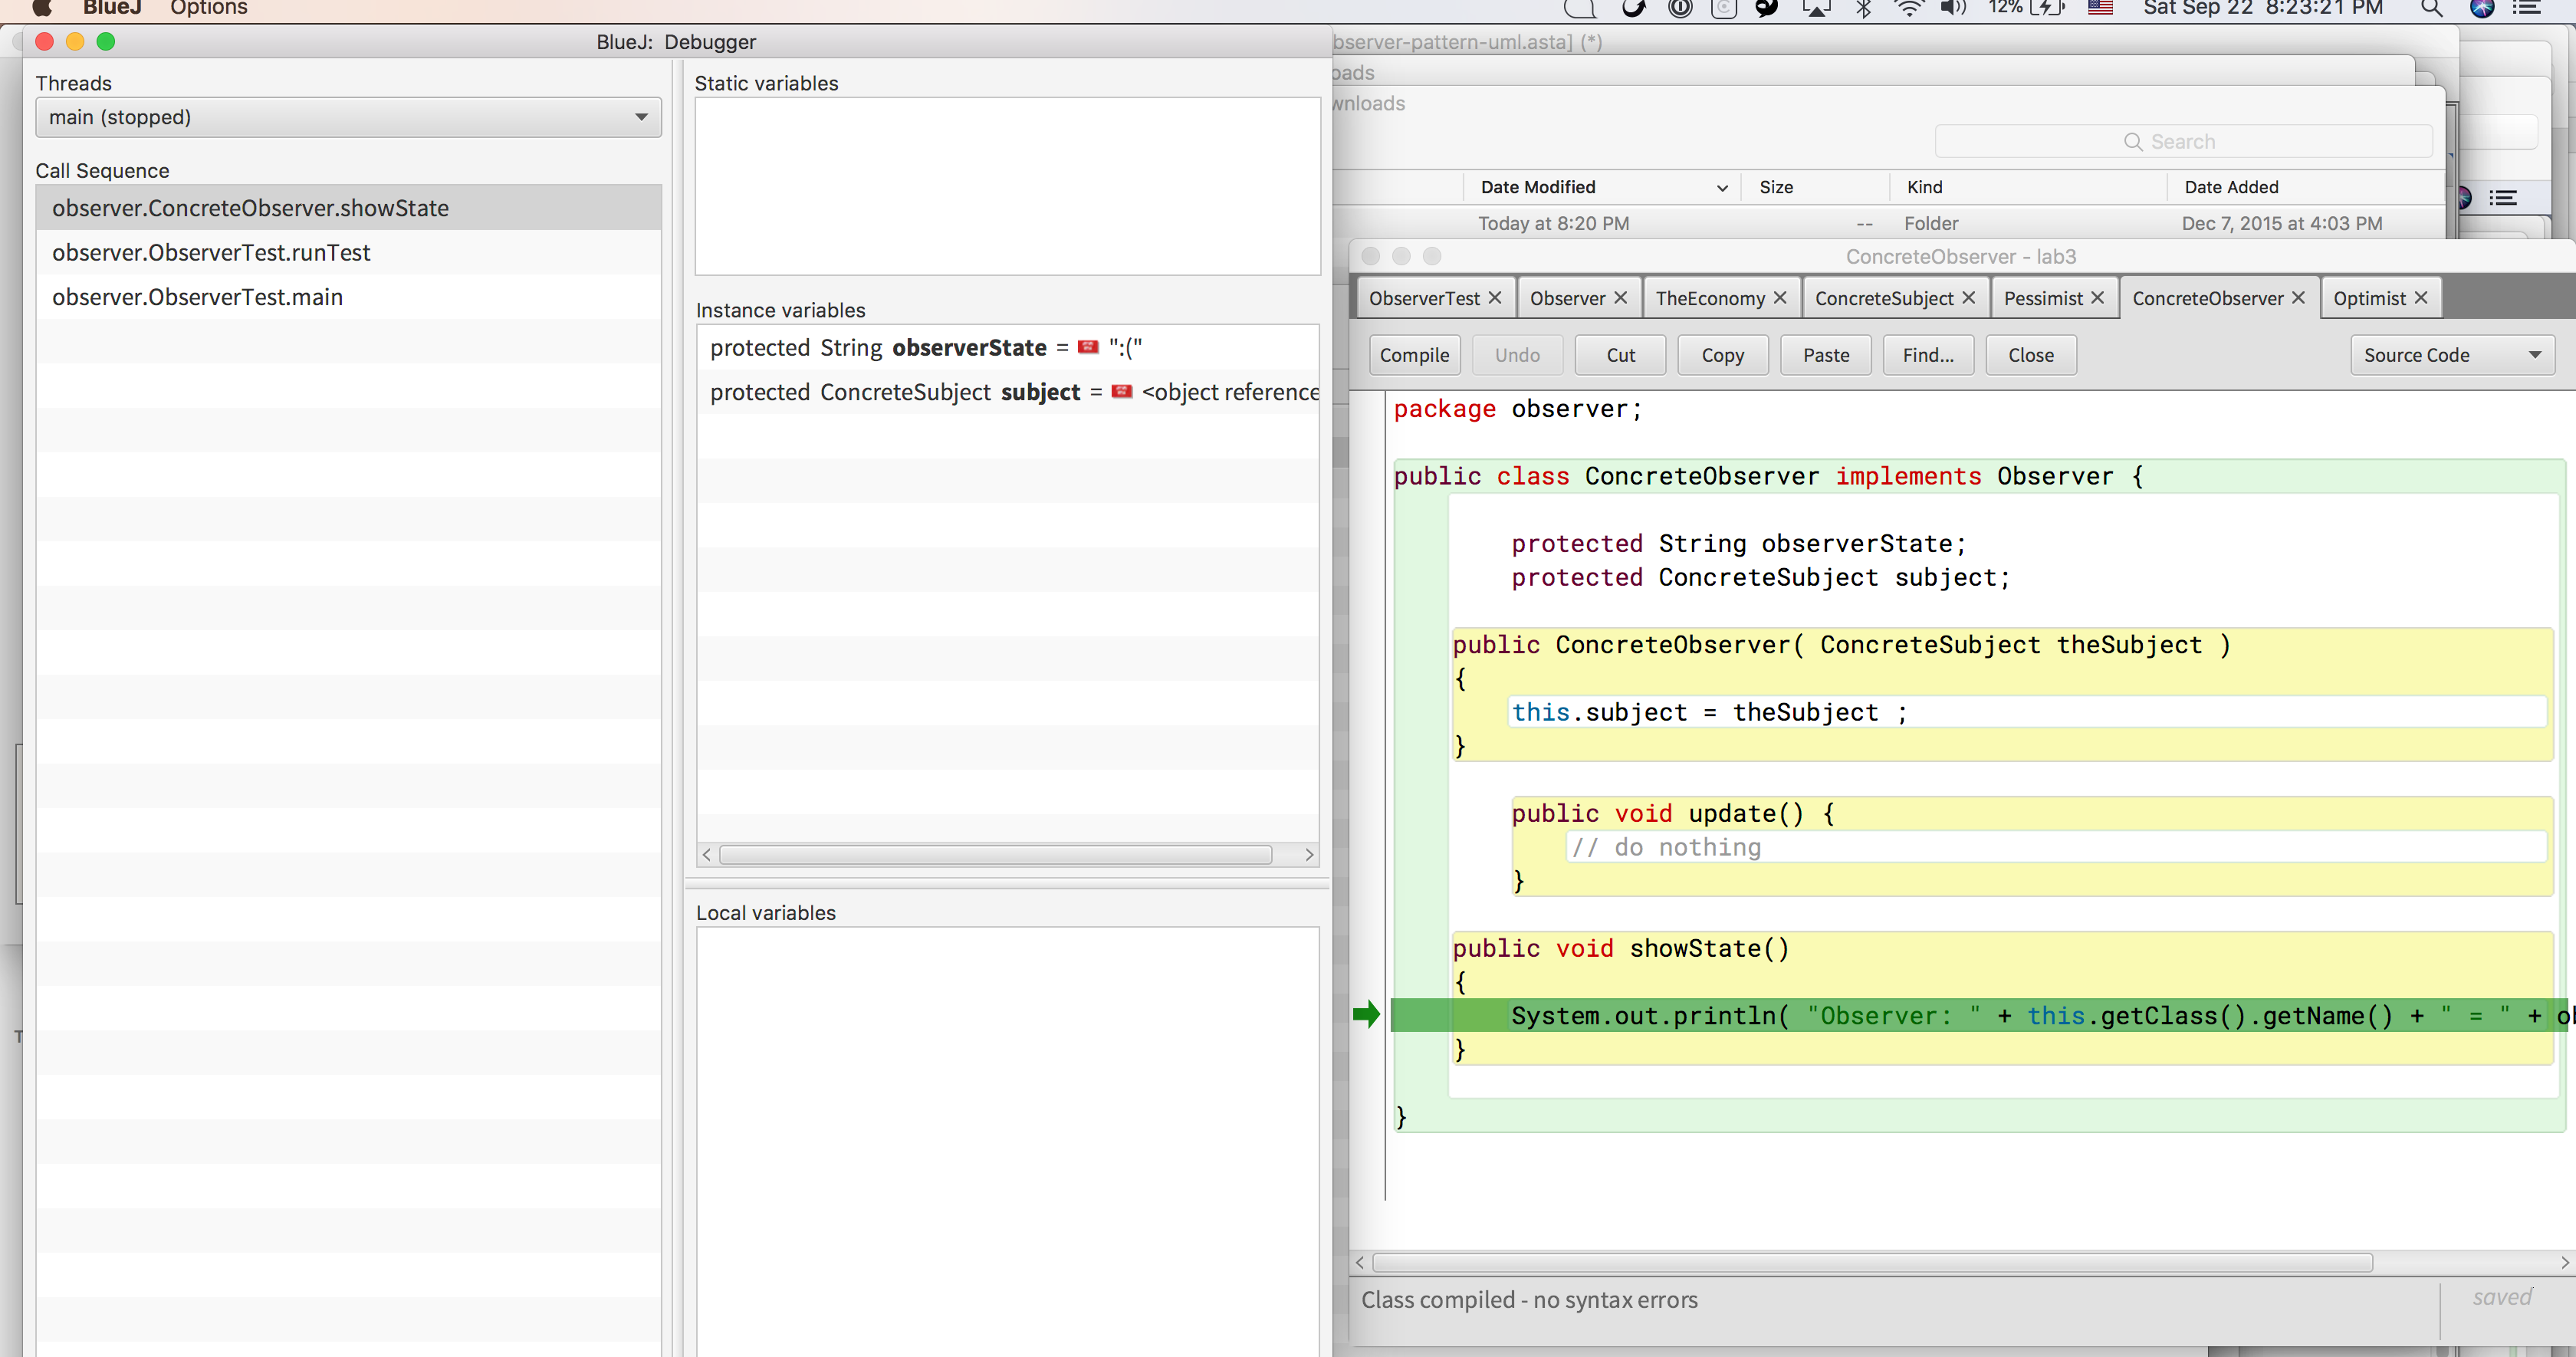 BlueJ Options
12% Sat Sep 22 8:23:21 PM
BlueJ: Debugger
Threads
main (stopped)
Call Sequence
observer.ConcreteObserver.showState
observer.ObserverTest.runTest
observer.ObserverTest.main
Static variables
Instance variables
protected String observerState = ":("
protected ConcreteSubject subject = <object reference
Local variables
bserver-pattern-uml.asta] (*)
oads
wnloads
Search
Date Modified Size Kind Date Added
Today at 8:20 PM -- Folder Dec 7, 2015 at 4:03 PM
ConcreteObserver - lab3
ObserverTest Observer TheEconomy ConcreteSubject Pessimist ConcreteObserver Optimist
Compile Undo Cut Copy Paste Find... Close Source Code
package observer;
public class ConcreteObserver implements Observer {
protected String observerState;
protected ConcreteSubject subject;
public ConcreteObserver( ConcreteSubject theSubject )
{
this.subject = theSubject ;
}
public void update() {
// do nothing
}
public void showState()
{
System.out.println( "Observer: " + this.getClass().getName() + " = " + ob
}
}
Class compiled - no syntax errors
saved